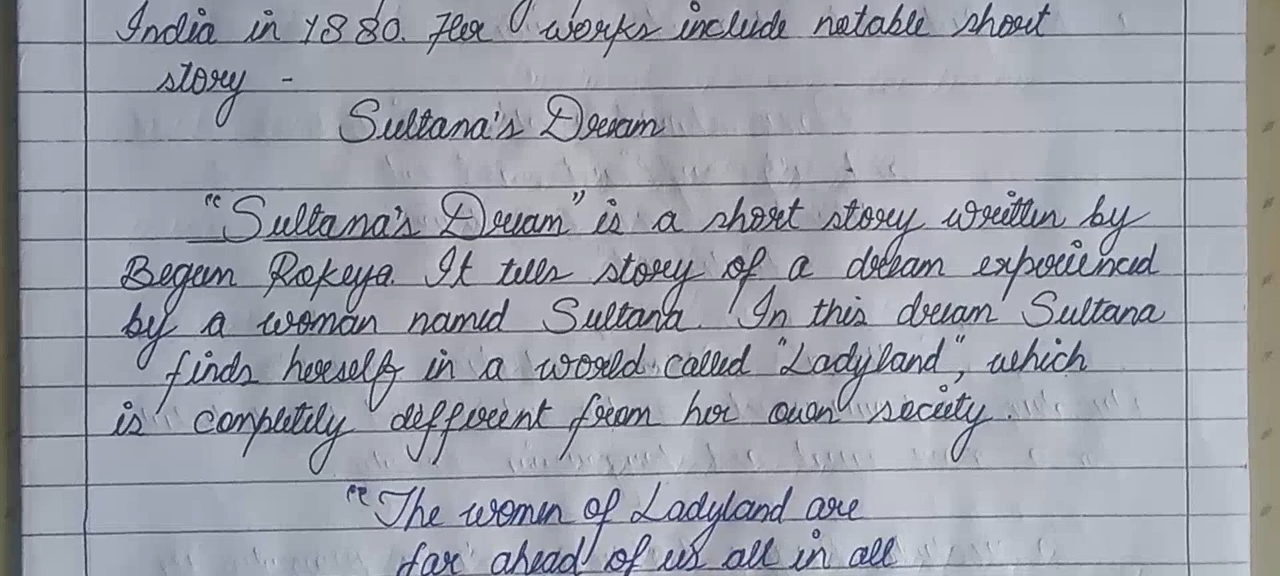 India in 1880. Her works include notable short
story -
Sultana's Dream
"Sultana's Dream" is a short story written by
Begam Rokeya. It tells story of a dream experienced
by a woman named Sultana. In this dream Sultana
finds herself in a world called "Ladyland", which
is completely different from her own society.
"The women of Ladyland are
far ahead of us all in all